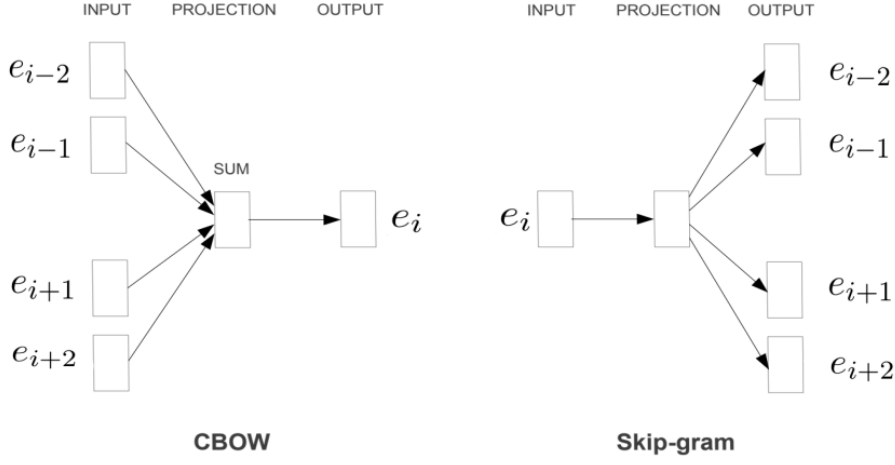 INPUT PROJECTION OUTPUT
e_{i-2}
e_{i-1}
SUM
e_i
e_{i+1}
e_{i+2}
CBOW
INPUT PROJECTION OUTPUT
e_{i-2}
e_{i-1}
e_i
e_{i+1}
e_{i+2}
Skip-gram